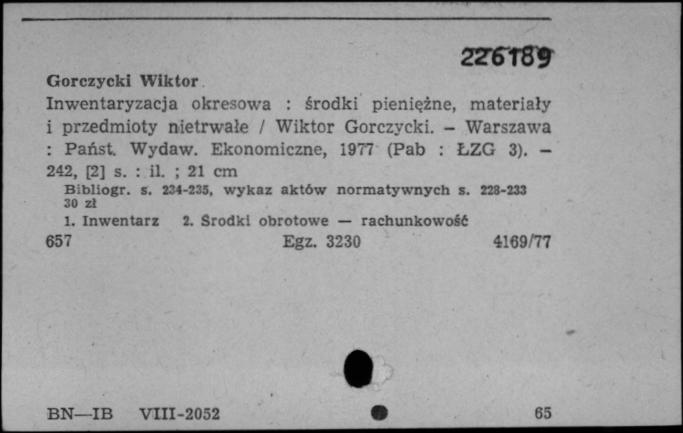 226189
Gorczycki Wiktor
Inwentaryzacja okresowa : środki pieniężne, materiały
i przedmioty nietrwałe / Wiktor Gorczycki. – Warszawa
: Państ. Wydaw. Ekonomiczne, 1977 (Pab : ŁZG 3). –
242, [2] s. : il. ; 21 cm
Bibliogr. s. 234-235, wykaz aktów normatywnych s. 228-233
30 zł
1. Inwentarz 2. Środki obrotowe — rachunkowość
657 Egz. 3230 4169/77
BN—IB VIII-2052 65